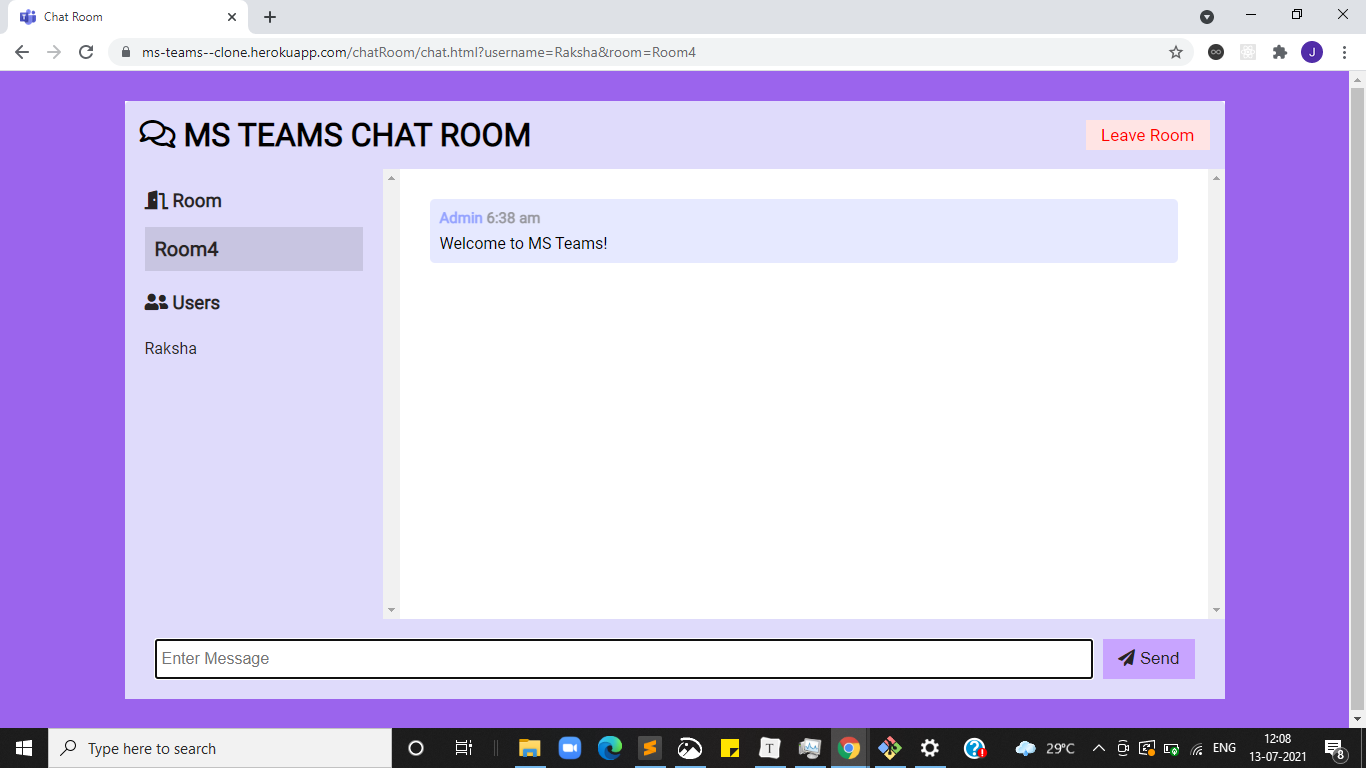 Chat Room
ms-teams--clone.herokuapp.com/chatRoom/chat.html?username=Raksha&room=Room4
J
MS TEAMS CHAT ROOM
Leave Room
Room
Room4
Users
Raksha
Admin 6:38 am
Welcome to MS Teams!
Enter Message
Send
Type here to search
T
29°C
ENG
12:08
13-07-2021
8